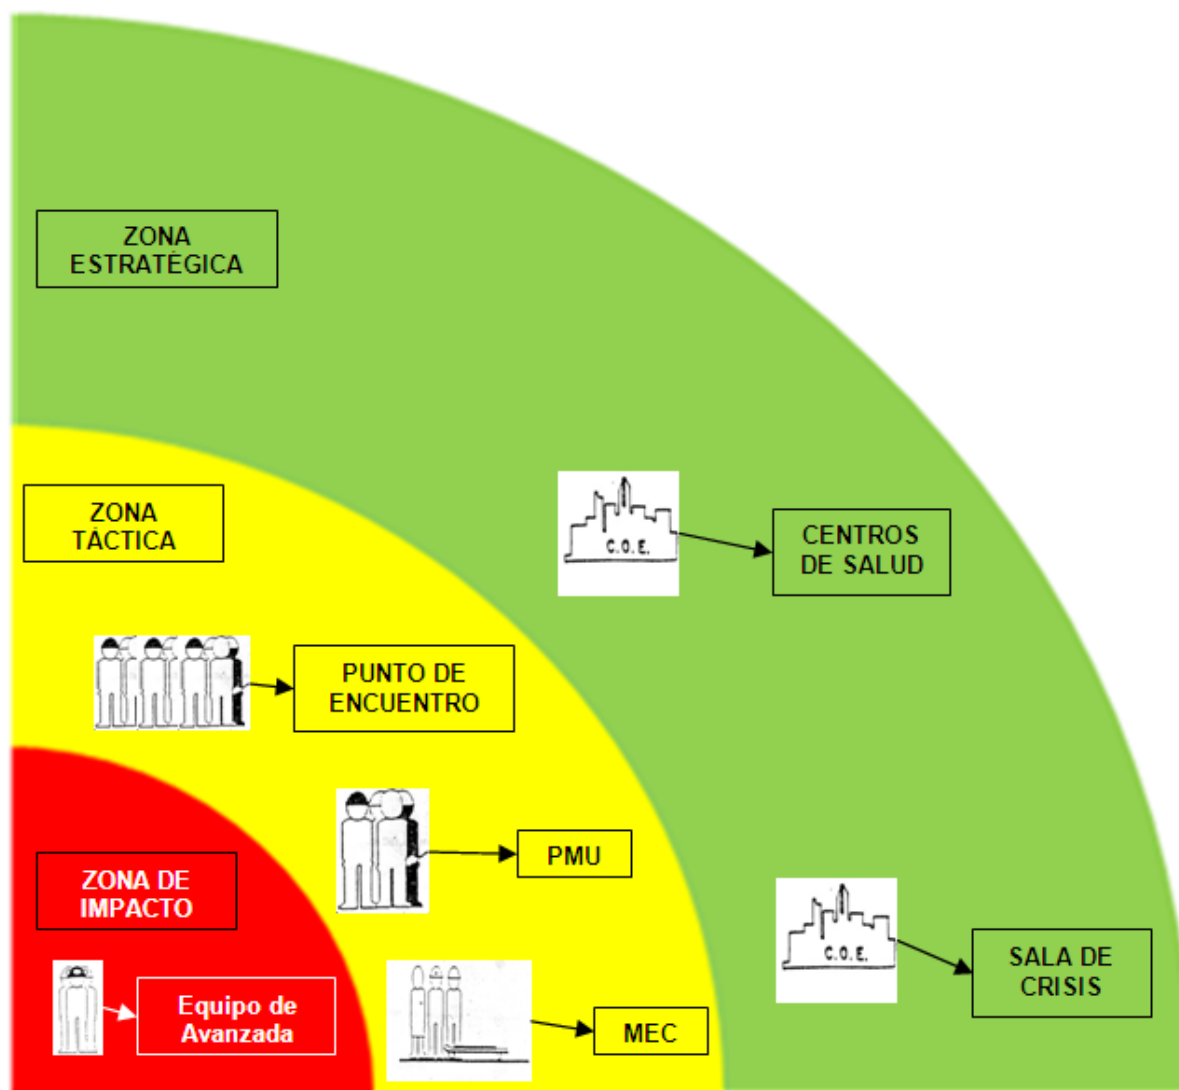 ZONA
ESTRATÉGICA
ZONA
TÁCTICA
C.O.E.
CENTROS
DE SALUD
PUNTO DE
ENCUENTRO
PMU
ZONA DE
IMPACTO
C.O.E.
SALA DE
CRISIS
Equipo de
Avanzada
MEC